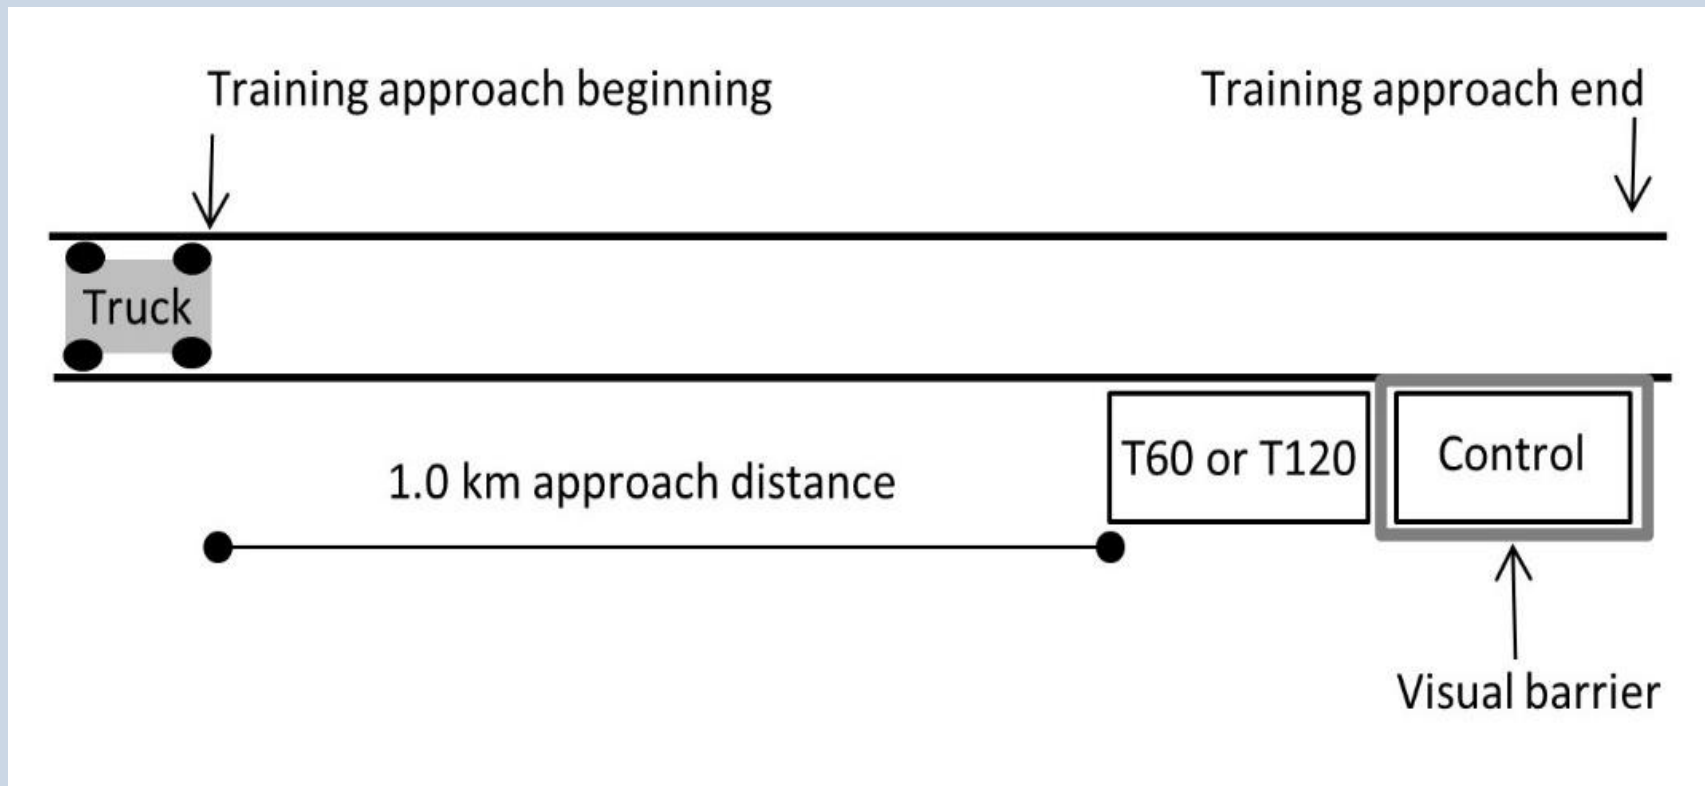 Training approach beginning
Training approach end
Truck
T60 or T120
Control
1.0 km approach distance
Visual barrier